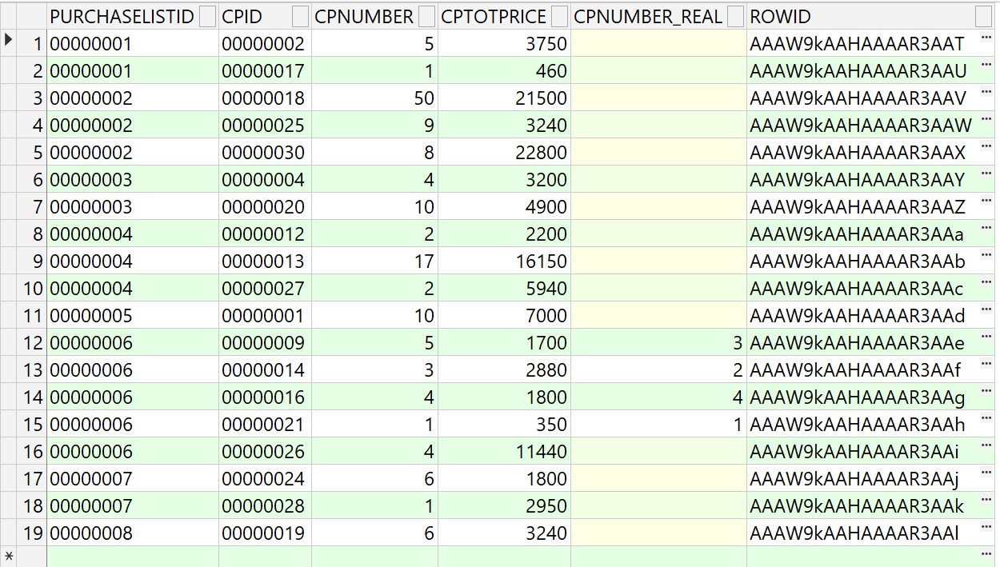 PURCHASELISTID CPID CPNUMBER CPTOTPRICE CPNUMBER_REAL ROWID
1 00000001 00000002 5 3750 AAAW9kAAHAAAAR3AAT ...
2 00000001 00000017 1 460 AAAW9kAAHAAAAR3AAU ...
3 00000002 00000018 50 21500 AAAW9kAAHAAAAR3AAV ...
4 00000002 00000025 9 3240 AAAW9kAAHAAAAR3AAW ...
5 00000002 00000030 8 22800 AAAW9kAAHAAAAR3AAX ...
6 00000003 00000004 4 3200 AAAW9kAAHAAAAR3AAY ...
7 00000003 00000020 10 4900 AAAW9kAAHAAAAR3AAZ ...
8 00000004 00000012 2 2200 AAAW9kAAHAAAAR3AAa ...
9 00000004 00000013 17 16150 AAAW9kAAHAAAAR3AAb ...
10 00000004 00000027 2 5940 AAAW9kAAHAAAAR3AAc ...
11 00000005 00000001 10 7000 AAAW9kAAHAAAAR3AAd ...
12 00000006 00000009 5 1700 3 AAAW9kAAHAAAAR3AAe ...
13 00000006 00000014 3 2880 2 AAAW9kAAHAAAAR3AAf ...
14 00000006 00000016 4 1800 4 AAAW9kAAHAAAAR3AAg ...
15 00000006 00000021 1 350 1 AAAW9kAAHAAAAR3AAh ...
16 00000006 00000026 4 11440 AAAW9kAAHAAAAR3AAi ...
17 00000007 00000024 6 1800 AAAW9kAAHAAAAR3AAj ...
18 00000007 00000028 1 2950 AAAW9kAAHAAAAR3AAk ...
19 00000008 00000019 6 3240 AAAW9kAAHAAAAR3AAl ...
* ...